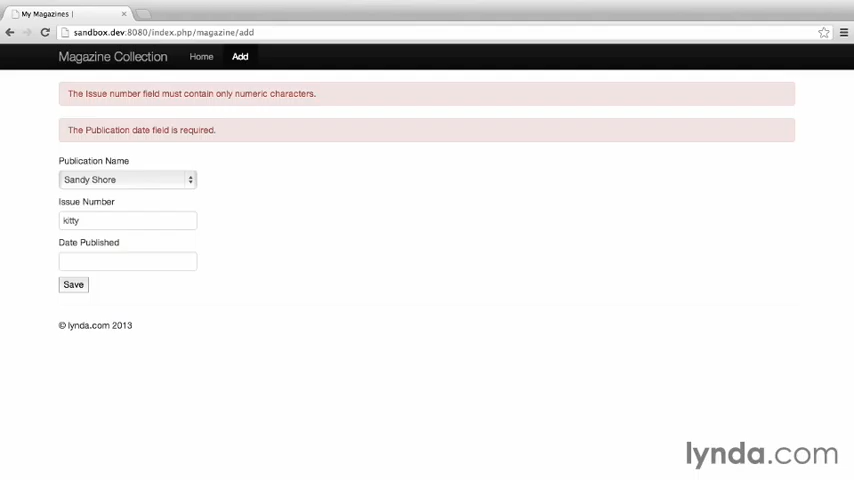 My Magazines |
sandbox.dev:8080/index.php/magazine/add
Magazine Collection Home Add
The Issue number field must contain only numeric characters.
The Publication date field is required.
Publication Name
Sandy Shore
Issue Number
kitty
Date Published
Save
© lynda.com 2013
lynda.com